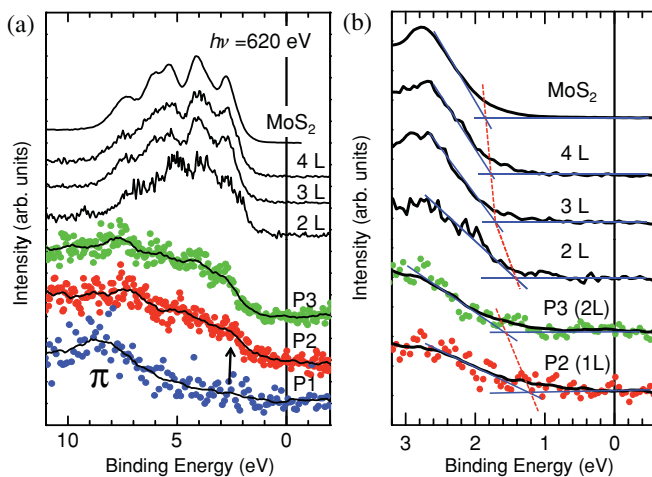 (a)
hν =620 eV
MoS2
4 L
3 L
2 L
P3
P2
P1
π
Intensity (arb. units)
10 5 0
Binding Energy (eV)
(b)
MoS2
4 L
3 L
2 L
P3 (2L)
P2 (1L)
Intensity (arb. units)
3 2 1 0
Binding Energy (eV)